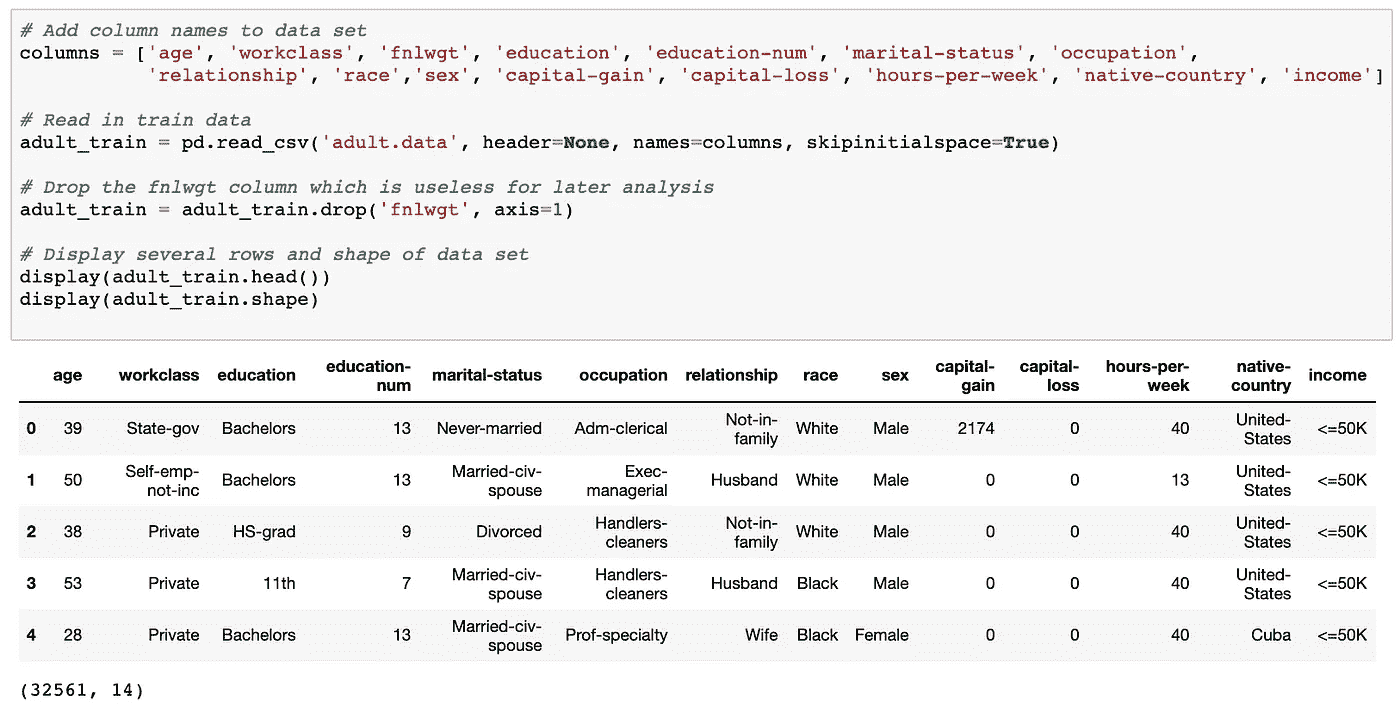 # Add column names to data set
columns = ['age', 'workclass', 'fnlwgt', 'education', 'education-num', 'marital-status', 'occupation',
'relationship', 'race','sex', 'capital-gain', 'capital-loss', 'hours-per-week', 'native-country', 'income']
# Read in train data
adult_train = pd.read_csv('adult.data', header=None, names=columns, skipinitialspace=True)
# Drop the fnlwgt column which is useless for later analysis
adult_train = adult_train.drop('fnlwgt', axis=1)
# Display several rows and shape of data set
display(adult_train.head())
display(adult_train.shape)
age workclass education education-num marital-status occupation relationship race sex capital-gain capital-loss hours-per-week native-country income
0 39 State-gov Bachelors 13 Never-married Adm-clerical Not-in-family White Male 2174 0 40 United-States <=50K
1 50 Self-emp-not-inc Bachelors 13 Married-civ-spouse Exec-managerial Husband White Male 0 0 13 United-States <=50K
2 38 Private HS-grad 9 Divorced Handlers-cleaners Not-in-family White Male 0 0 40 United-States <=50K
3 53 Private 11th 7 Married-civ-spouse Handlers-cleaners Husband Black Male 0 0 40 United-States <=50K
4 28 Private Bachelors 13 Married-civ-spouse Prof-specialty Wife Black Female 0 0 40 Cuba <=50K
(32561, 14)